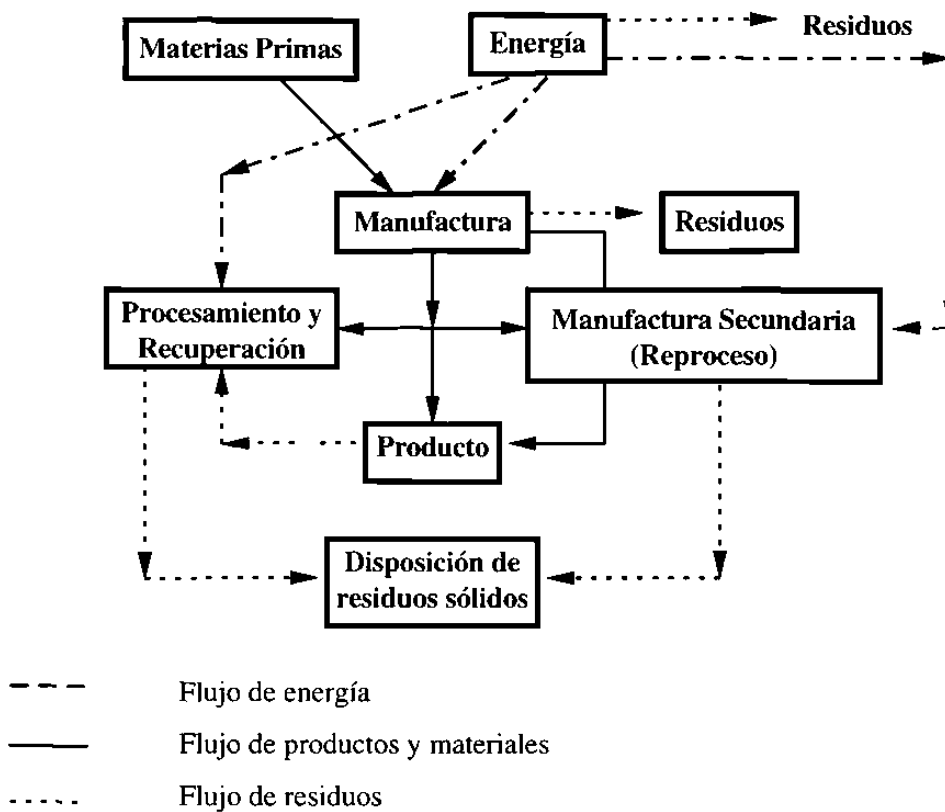 Materias Primas
Energía
Residuos
Manufactura
Residuos
Procesamiento y
Recuperación
Manufactura Secundaria
(Reproceso)
Producto
Disposición de
residuos sólidos
Flujo de energía
Flujo de productos y materiales
Flujo de residuos